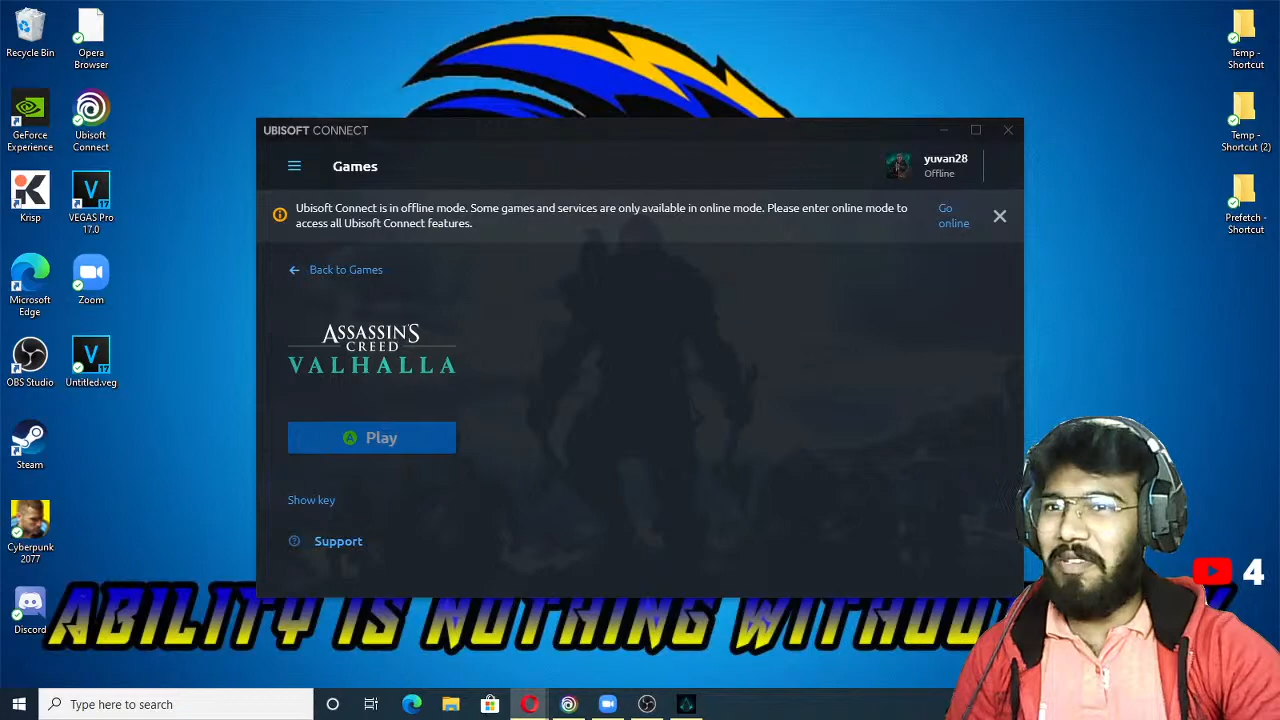 Recycle Bin
Opera
Browser
GeForce
Experience
Ubisoft
Connect
Krisp
VEGAS Pro
17.0
Microsoft
Edge
Zoom
OBS Studio
Untitled.veg
Steam
Cyberpunk
2077
Discord
Temp -
Shortcut
Temp -
Shortcut (2)
Prefetch -
Shortcut
UBISOFT CONNECT
Games
yuvan28
Offline
Ubisoft Connect is in offline mode. Some games and services are only available in online mode. Please enter online mode to
access all Ubisoft Connect features.
Go
online
Back to Games
ASSASSIN'S
CREED
VALHALLA
A Play
Show key
Support
4
ABILITY IS NOTHING WITHOU
Type here to search